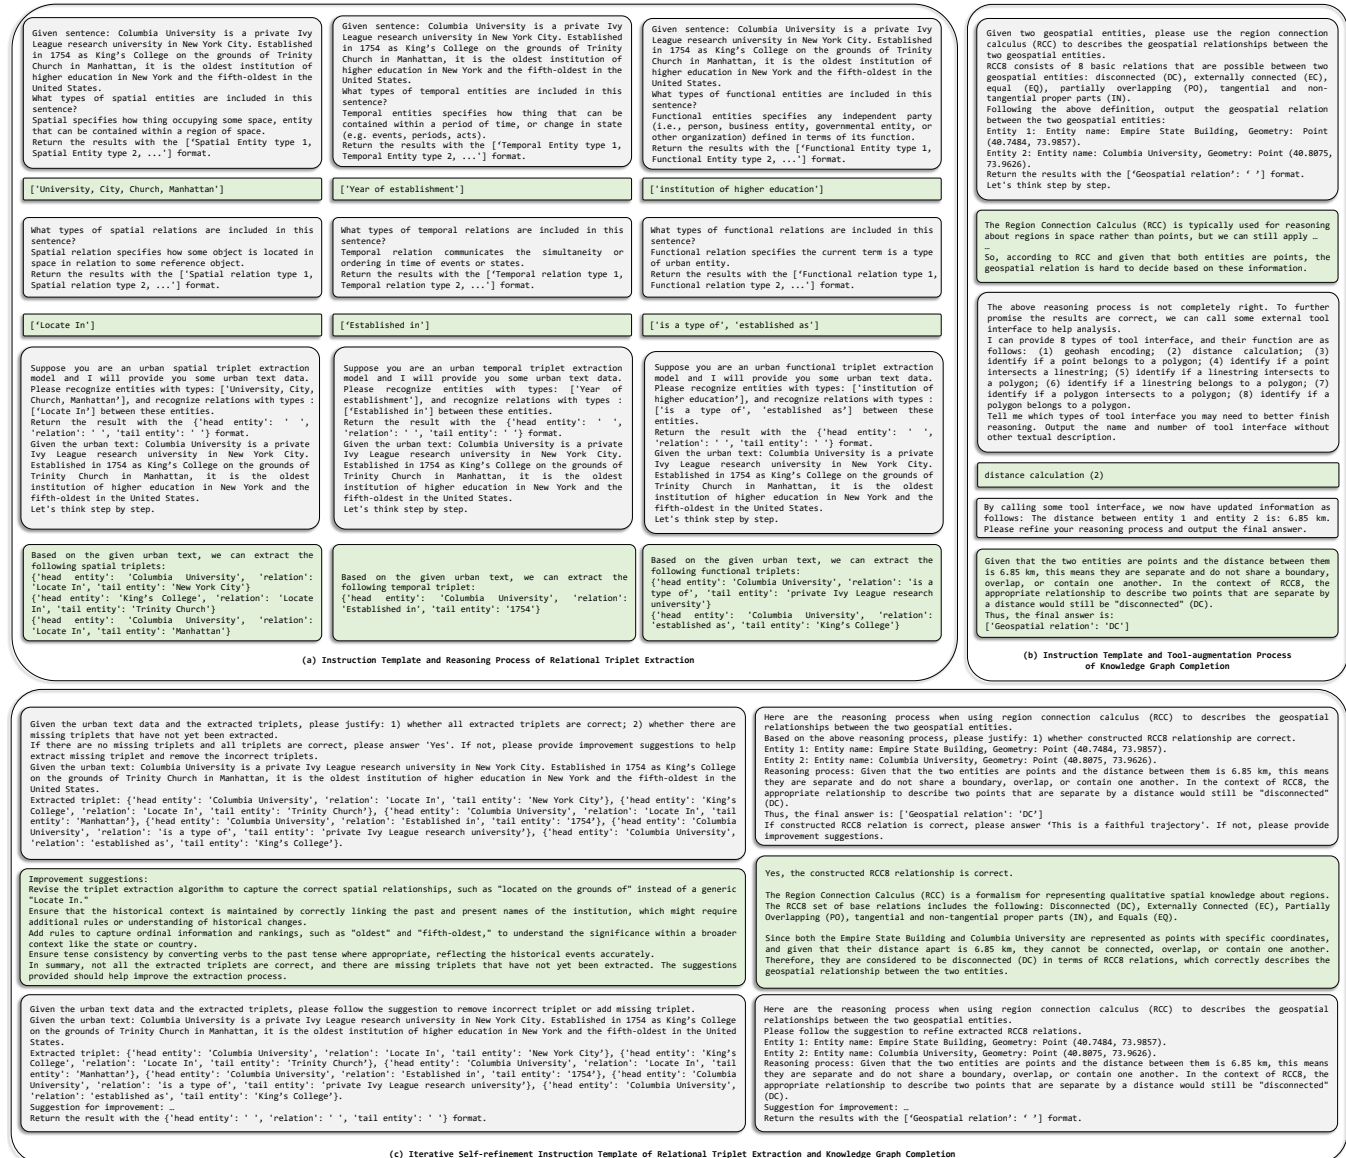 Given sentence: Columbia University is a private Ivy
League research university in New York City. Established
in 1754 as King's College on the grounds of Trinity
Church in Manhattan, it is the oldest institution of
higher education in New York and the fifth-oldest in the
United States.
What types of spatial entities are included in this
sentence?
Spatial specifies how thing occupying some space, entity
that can be contained within a region of space.
Return the results with the ['Spatial Entity type 1,
Spatial Entity type 2, ...'] format.
['University, City, Church, Manhattan']
What types of spatial relations are included in this
sentence?
Spatial relation specifies how some object is located in
space in relation to some reference object.
Return the results with the ['Spatial relation type 1,
Spatial relation type 2, ...'] format.
['Locate In']
Suppose you are an urban spatial triplet extraction
model and I will provide you some urban text data.
Please recognize entities with types: ['University, City,
Church, Manhattan'], and recognize relations with types :
['Locate In'] between these entities.
Return the result with the {'head entity': ' ',
'relation': ' ', 'tail entity': ' '} format.
Given the urban text: Columbia University is a private
Ivy League research university in New York City.
Established in 1754 as King's College on the grounds of
Trinity Church in Manhattan, it is the oldest
institution of higher education in New York and the
fifth-oldest in the United States.
Let's think step by step.
Based on the given urban text, we can extract the
following spatial triplets:
{'head entity': 'Columbia University', 'relation':
'Locate In', 'tail entity': 'New York City'}
{'head entity': 'King's College', 'relation': 'Locate
In', 'tail entity': 'Trinity Church'}
{'head entity': 'Columbia University', 'relation':
'Locate In', 'tail entity': 'Manhattan'}
Given sentence: Columbia University is a private Ivy
League research university in New York City. Established
in 1754 as King's College on the grounds of Trinity
Church in Manhattan, it is the oldest institution of
higher education in New York and the fifth-oldest in the
United States.
What types of temporal entities are included in this
sentence?
Temporal entities specifies how thing that can be
contained within a period of time, or change in state
(e.g. events, periods, acts).
Return the results with the ['Temporal Entity type 1,
Temporal Entity type 2, ...'] format.
['Year of establishment']
What types of temporal relations are included in this
sentence?
Temporal relation communicates the simultaneity or
ordering in time of events or states.
Return the results with the ['Temporal relation type 1,
Temporal relation type 2, ...'] format.
['Established in']
Suppose you are an urban temporal triplet extraction
model and I will provide you some urban text data.
Please recognize entities with types: ['Year of
establishment'], and recognize relations with types :
['Established in'] between these entities.
Return the result with the {'head entity': ' ',
'relation': ' ', 'tail entity': ' '} format.
Given the urban text: Columbia University is a private
Ivy League research university in New York City.
Established in 1754 as King's College on the grounds of
Trinity Church in Manhattan, it is the oldest
institution of higher education in New York and the
fifth-oldest in the United States.
Let's think step by step.
Based on the given urban text, we can extract the
following temporal triplet:
{'head entity': 'Columbia University', 'relation':
'Established in', 'tail entity': '1754'}
Given sentence: Columbia University is a private Ivy
League research university in New York City. Established
in 1754 as King's College on the grounds of Trinity
Church in Manhattan, it is the oldest institution of
higher education in New York and the fifth-oldest in the
United States.
What types of functional entities are included in this
sentence?
Functional entities specifies any independent party
(i.e., person, business entity, governmental entity, or
other organization) defined in terms of its function.
Return the results with the ['Functional Entity type 1,
Functional Entity type 2, ...'] format.
['institution of higher education']
What types of functional relations are included in this
sentence?
Functional relation specifies the current term is a type
of urban entity.
Return the results with the ['Functional relation type 1,
Functional relation type 2, ...'] format.
['is a type of', 'established as']
Suppose you are an urban functional triplet extraction
model and I will provide you some urban text data.
Please recognize entities with types: ['institution of
higher education'], and recognize relations with types :
['is a type of', 'established as'] between these
entities.
Return the result with the {'head entity': ' ',
'relation': ' ', 'tail entity': ' '} format.
Given the urban text: Columbia University is a private
Ivy League research university in New York City.
Established in 1754 as King's College on the grounds of
Trinity Church in Manhattan, it is the oldest
institution of higher education in New York and the
fifth-oldest in the United States.
Let's think step by step.
Based on the given urban text, we can extract the
following functional triplets:
{'head entity': 'Columbia University', 'relation': 'is a
type of', 'tail entity': 'private Ivy League research
university'}
{'head entity': 'Columbia University', 'relation':
'established as', 'tail entity': 'King's College'}
(a) Instruction Template and Reasoning Process of Relational Triplet Extraction
Given two geospatial entities, please use the region connection
calculus (RCC) to describes the geospatial relationships between the
two geospatial entities.
RCC8 consists of 8 basic relations that are possible between two
geospatial entities: disconnected (DC), externally connected (EC),
equal (EQ), partially overlapping (PO), tangential and non-
tangential proper parts (IN).
Following the above definition, output the geospatial relation
between the two geospatial entities:
Entity 1: Entity name: Empire State Building, Geometry: Point
(40.7484, 73.9857).
Entity 2: Entity name: Columbia University, Geometry: Point (40.8075,
73.9626).
Return the results with the ['Geospatial relation': ' '] format.
Let's think step by step.
The Region Connection Calculus (RCC) is typically used for reasoning
about regions in space rather than points, but we can still apply …
…
So, according to RCC and given that both entities are points, the
geospatial relation is hard to decide based on these information.
The above reasoning process is not completely right. To further
promise the results are correct, we can call some external tool
interface to help analysis.
I can provide 8 types of tool interface, and their function are as
follows: (1) geohash encoding; (2) distance calculation; (3)
identify if a point belongs to a polygon; (4) identify if a point
intersects a linestring; (5) identify if a linestring intersects to
a polygon; (6) identify if a linestring belongs to a polygon; (7)
identify if a polygon intersects to a polygon; (8) identify if a
polygon belongs to a polygon.
Tell me which types of tool interface you may need to better finish
reasoning. Output the name and number of tool interface without
other textual description.
distance calculation (2)
By calling some tool interface, we now have updated information as
follows: The distance between entity 1 and entity 2 is: 6.85 km.
Please refine your reasoning process and output the final answer.
Given that the two entities are points and the distance between them
is 6.85 km, this means they are separate and do not share a boundary,
overlap, or contain one another. In the context of RCC8, the
appropriate relationship to describe two points that are separate by
a distance would still be "disconnected" (DC).
Thus, the final answer is:
['Geospatial relation': 'DC']
(b) Instruction Template and Tool-augmentation Process
of Knowledge Graph Completion
Given the urban text data and the extracted triplets, please justify: 1) whether all extracted triplets are correct; 2) whether there are
missing triplets that have not yet been extracted.
If there are no missing triplets and all triplets are correct, please answer 'Yes'. If not, please provide improvement suggestions to help
extract missing triplet and remove the incorrect triplets.
Given the urban text: Columbia University is a private Ivy League research university in New York City. Established in 1754 as King's College
on the grounds of Trinity Church in Manhattan, it is the oldest institution of higher education in New York and the fifth-oldest in the United
States.
Extracted triplet: {'head entity': 'Columbia University', 'relation': 'Locate In', 'tail entity': 'New York City'}, {'head entity': 'King's
College', 'relation': 'Locate In', 'tail entity': 'Trinity Church'}, {'head entity': 'Columbia University', 'relation': 'Locate In', 'tail
entity': 'Manhattan'}, {'head entity': 'Columbia University', 'relation': 'Established in', 'tail entity': '1754'}, {'head entity': 'Columbia
University', 'relation': 'is a type of', 'tail entity': 'private Ivy League research university'}, {'head entity': 'Columbia University',
'relation': 'established as', 'tail entity': 'King's College'}.
Improvement suggestions:
Revise the triplet extraction algorithm to capture the correct spatial relationships, such as "located on the grounds of" instead of a generic
"Locate In."
Ensure that the historical context is maintained by correctly linking the past and present names of the institution, which might require
additional rules or understanding of historical changes.
Add rules to capture ordinal information and rankings, such as "oldest" and "fifth-oldest," to understand the significance within a broader
context like the state or country.
Ensure tense consistency by converting verbs to the past tense where appropriate, reflecting the historical events accurately.
In summary, not all the extracted triplets are correct, and there are missing triplets that have not yet been extracted. The suggestions
provided should help improve the extraction process.
Given the urban text data and the extracted triplets, please follow the suggestion to remove incorrect triplet or add missing triplet.
Given the urban text: Columbia University is a private Ivy League research university in New York City. Established in 1754 as King's College
on the grounds of Trinity Church in Manhattan, it is the oldest institution of higher education in New York and the fifth-oldest in the United
States.
Extracted triplet: {'head entity': 'Columbia University', 'relation': 'Locate In', 'tail entity': 'New York City'}, {'head entity': 'King's
College', 'relation': 'Locate In', 'tail entity': 'Trinity Church'}, {'head entity': 'Columbia University', 'relation': 'Locate In', 'tail
entity': 'Manhattan'}, {'head entity': 'Columbia University', 'relation': 'Established in', 'tail entity': '1754'}, {'head entity': 'Columbia
University', 'relation': 'is a type of', 'tail entity': 'private Ivy League research university'}, {'head entity': 'Columbia University',
'relation': 'established as', 'tail entity': 'King's College'}.
Suggestion for improvement: …
Return the result with the {'head entity': ' ', 'relation': ' ', 'tail entity': ' '} format.
Here are the reasoning process when using region connection calculus (RCC) to describes the geospatial
relationships between the two geospatial entities.
Based on the above reasoning process, please justify: 1) whether constructed RCC8 relationship are correct.
Entity 1: Entity name: Empire State Building, Geometry: Point (40.7484, 73.9857).
Entity 2: Entity name: Columbia University, Geometry: Point (40.8075, 73.9626).
Reasoning process: Given that the two entities are points and the distance between them is 6.85 km, this means
they are separate and do not share a boundary, overlap, or contain one another. In the context of RCC8, the
appropriate relationship to describe two points that are separate by a distance would still be "disconnected"
(DC).
Thus, the final answer is: ['Geospatial relation': 'DC']
If constructed RCC8 relation is correct, please answer 'This is a faithful trajectory'. If not, please provide
improvement suggestions.
Yes, the constructed RCC8 relationship is correct.
The Region Connection Calculus (RCC) is a formalism for representing qualitative spatial knowledge about regions.
The RCC8 set of base relations includes the following: Disconnected (DC), Externally Connected (EC), Partially
Overlapping (PO), tangential and non-tangential proper parts (IN), and Equals (EQ).
Since both the Empire State Building and Columbia University are represented as points with specific coordinates,
and given that their distance apart is 6.85 km, they cannot be connected, overlap, or contain one another.
Therefore, they are considered to be disconnected (DC) in terms of RCC8 relations, which correctly describes the
geospatial relationship between the two entities.
Here are the reasoning process when using region connection calculus (RCC) to describes the geospatial
relationships between the two geospatial entities.
Please follow the suggestion to refine extracted RCC8 relations.
Entity 1: Entity name: Empire State Building, Geometry: Point (40.7484, 73.9857).
Entity 2: Entity name: Columbia University, Geometry: Point (40.8075, 73.9626).
Reasoning process: Given that the two entities are points and the distance between them is 6.85 km, this means
they are separate and do not share a boundary, overlap, or contain one another. In the context of RCC8, the
appropriate relationship to describe two points that are separate by a distance would still be "disconnected"
(DC).
Suggestion for improvement: …
Return the results with the ['Geospatial relation': ' '] format.
(c) Iterative Self-refinement Instruction Template of Relational Triplet Extraction and Knowledge Graph Completion